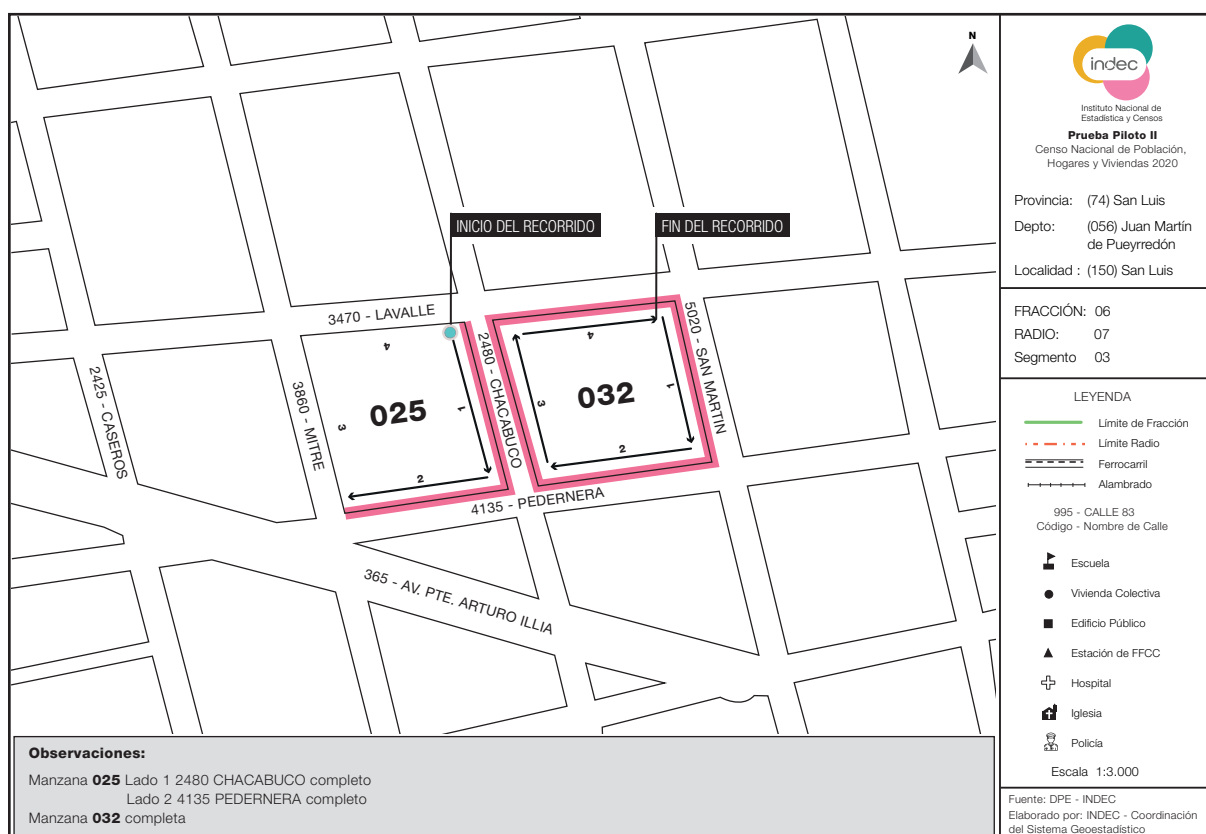 N
INICIO DEL RECORRIDO
FIN DEL RECORRIDO
3470 - LAVALLE
2480 - CHACABUCO
5020 - SAN MARTIN
2425 - CASEROS
3860 - MITRE
4135 - PEDERNERA
365 - AV. PTE. ARTURO ILLIA
4
1
025
3
2
4
1
032
3
2
Observaciones:
Manzana 025 Lado 1 2480 CHACABUCO completo
Lado 2 4135 PEDERNERA completo
Manzana 032 completa
indec
Instituto Nacional de
Estadística y Censos
Prueba Piloto II
Censo Nacional de Población,
Hogares y Viviendas 2020
Provincia: (74) San Luis
Depto: (056) Juan Martín
de Pueyrredón
Localidad : (150) San Luis
FRACCIÓN: 06
RADIO: 07
Segmento 03
LEYENDA
Límite de Fracción
Límite Radio
Ferrocarril
Alambrado
995 - CALLE 83
Código - Nombre de Calle
Escuela
Vivienda Colectiva
Edificio Público
Estación de FFCC
Hospital
Iglesia
Policía
Escala 1:3.000
Fuente: DPE - INDEC
Elaborado por: INDEC - Coordinación
del Sistema Geoestadístico